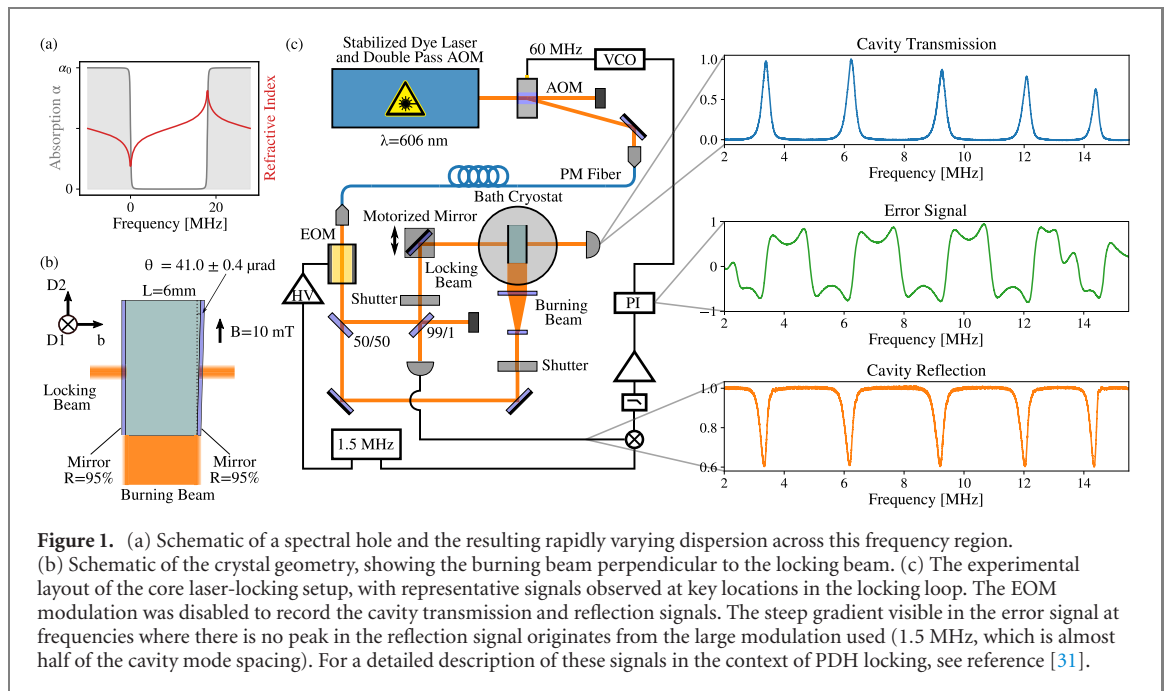 (a)
α0
Absorption α
0
Refractive Index
0
20
Frequency [MHz]
(b)
θ = 41.0 ± 0.4 μrad
L=6mm
D2
D1
b
B=10 mT
Locking
Beam
Mirror
R=95%
Mirror
R=95%
Burning Beam
(c)
Stabilized Dye Laser
and Double Pass AOM
λ=606 nm
60 MHz
VCO
AOM
PM Fiber
Bath Cryostat
Motorized Mirror
EOM
Locking
Beam
HV
Shutter
Burning
Beam
PI
50/50
99/1
Shutter
1.5 MHz
Cavity Transmission
1.0
0.5
0.0
2 4 6 8 10 12 14
Frequency [MHz]
Error Signal
1
0
−1
2 4 6 8 10 12 14
Frequency [MHz]
Cavity Reflection
1.0
0.8
0.6
2 4 6 8 10 12 14
Frequency [MHz]
Figure 1. (a) Schematic of a spectral hole and the resulting rapidly varying dispersion across this frequency region.
(b) Schematic of the crystal geometry, showing the burning beam perpendicular to the locking beam. (c) The experimental
layout of the core laser-locking setup, with representative signals observed at key locations in the locking loop. The EOM
modulation was disabled to record the cavity transmission and reflection signals. The steep gradient visible in the error signal at
frequencies where there is no peak in the reflection signal originates from the large modulation used (1.5 MHz, which is almost
half of the cavity mode spacing). For a detailed description of these signals in the context of PDH locking, see reference [31].